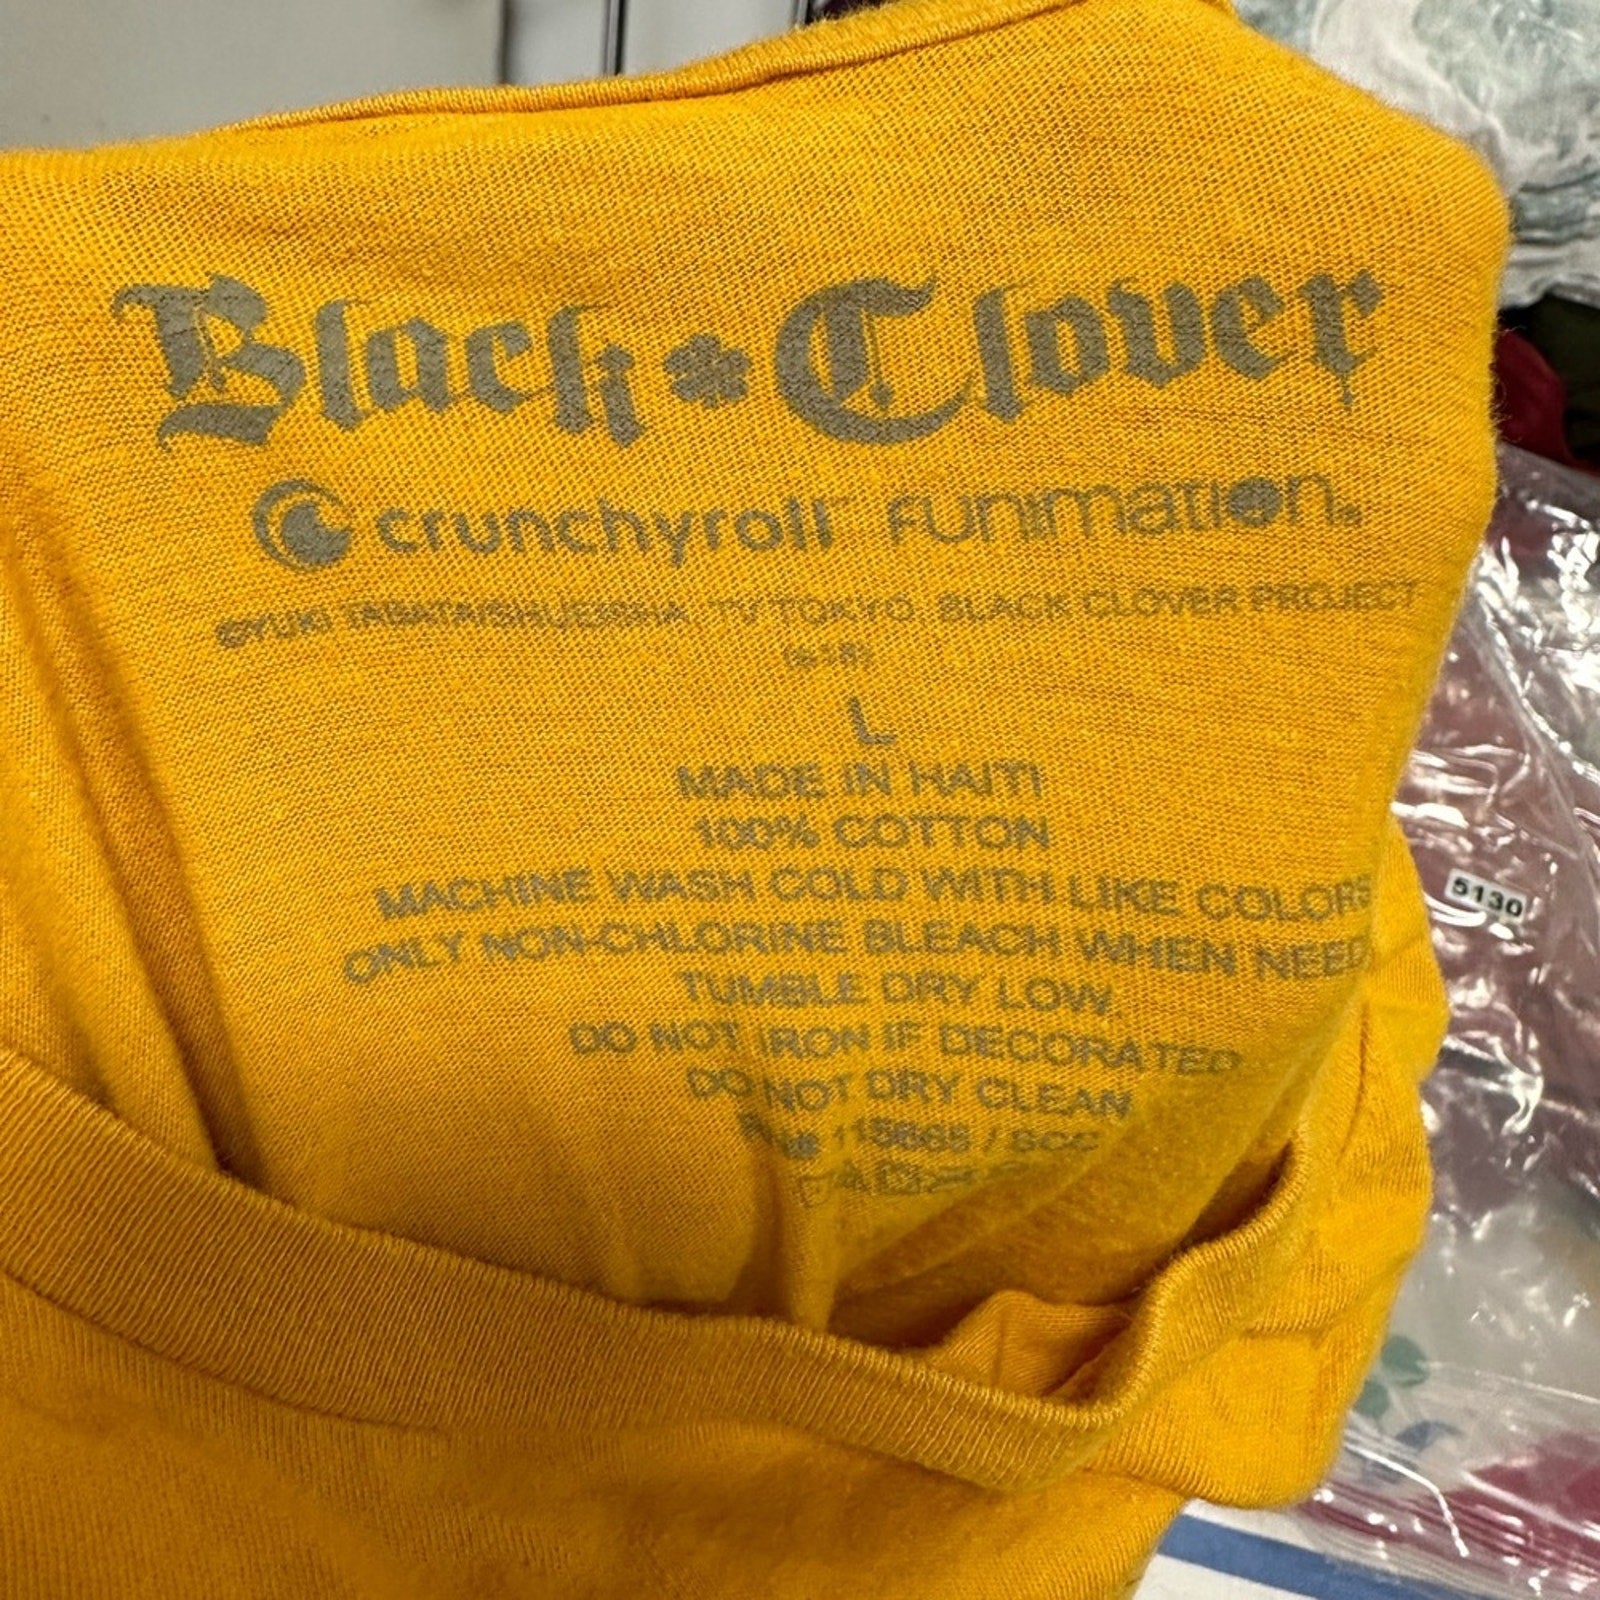 Black Clover
crunchyroll FUNIMATION®
©YUKI TABATA/SHUEISHA, TV TOKYO, BLACK CLOVER PROJECT
L
MADE IN HAITI
100% COTTON
MACHINE WASH COLD WITH LIKE COLORS
ONLY NON-CHLORINE BLEACH WHEN NEED
TUMBLE DRY LOW.
DO NOT IRON IF DECORATED
DO NOT DRY CLEAN
/ SCC
5130